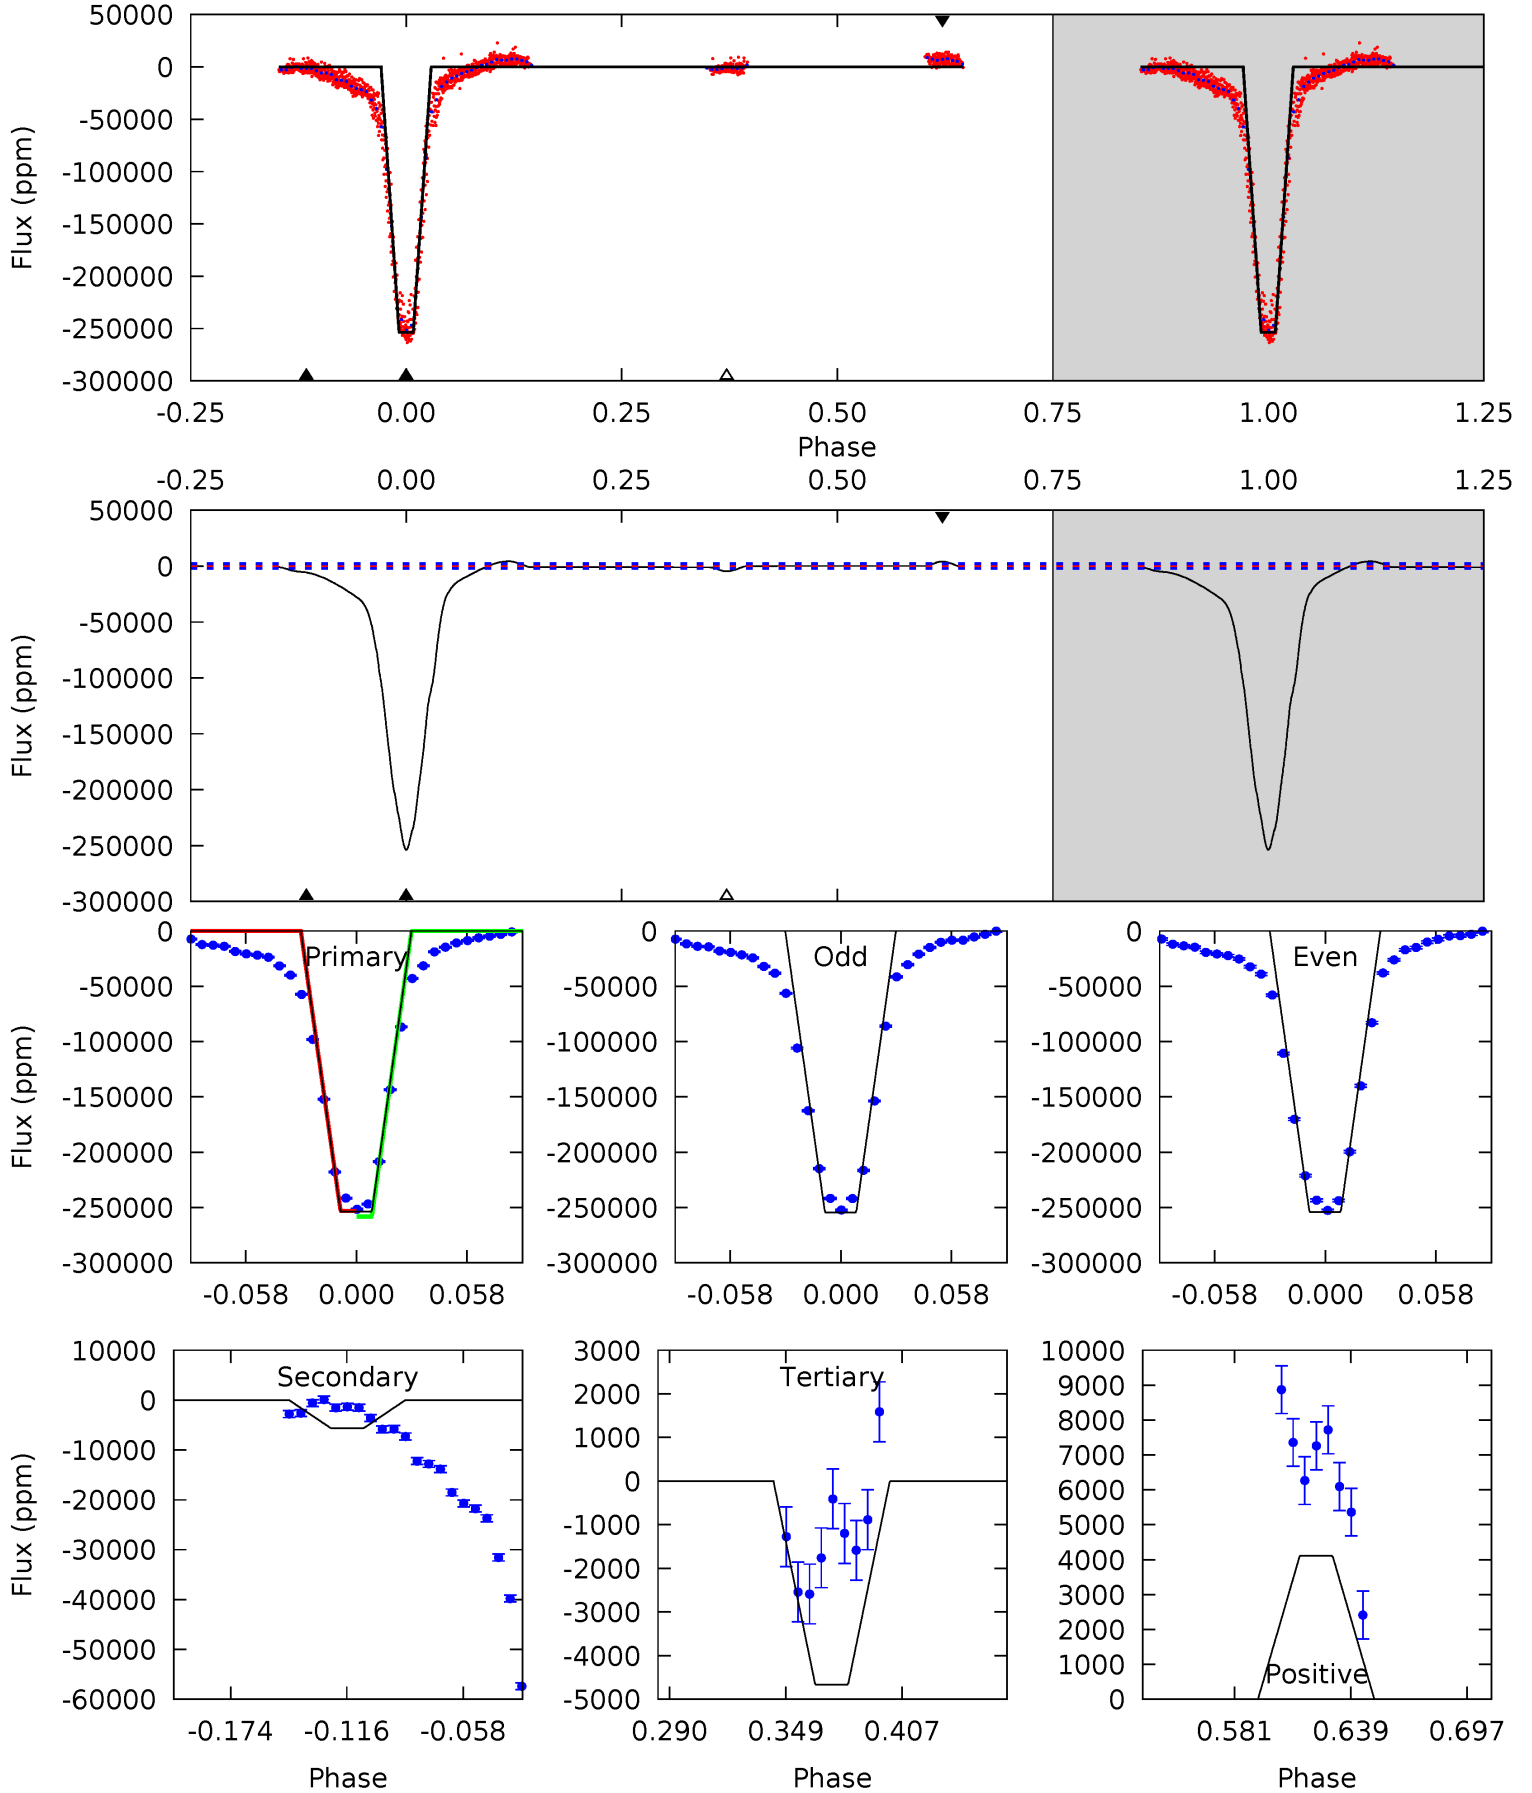 50000
0
-50000
-100000
-150000
-200000
-250000
-300000
Flux (ppm)
-0.25 0.00 0.25 0.50 0.75 1.00 1.25
Phase
-0.25 0.00 0.25 0.50 0.75 1.00 1.25
50000
0
-50000
-100000
-150000
-200000
-250000
-300000
Flux (ppm)
Primary
0
-50000
-100000
-150000
-200000
-250000
-300000
Flux (ppm)
-0.058 0.000 0.058
Odd
0
-50000
-100000
-150000
-200000
-250000
-300000
-0.058 0.000 0.058
Even
0
-50000
-100000
-150000
-200000
-250000
-300000
-0.058 0.000 0.058
Secondary
10000
0
-10000
-20000
-30000
-40000
-50000
-60000
Flux (ppm)
-0.174 -0.116 -0.058
Phase
Tertiary
3000
2000
1000
0
-1000
-2000
-3000
-4000
-5000
0.290 0.349 0.407
Phase
10000
9000
8000
7000
6000
5000
4000
3000
2000
1000
0
Positive
0.581 0.639 0.697
Phase